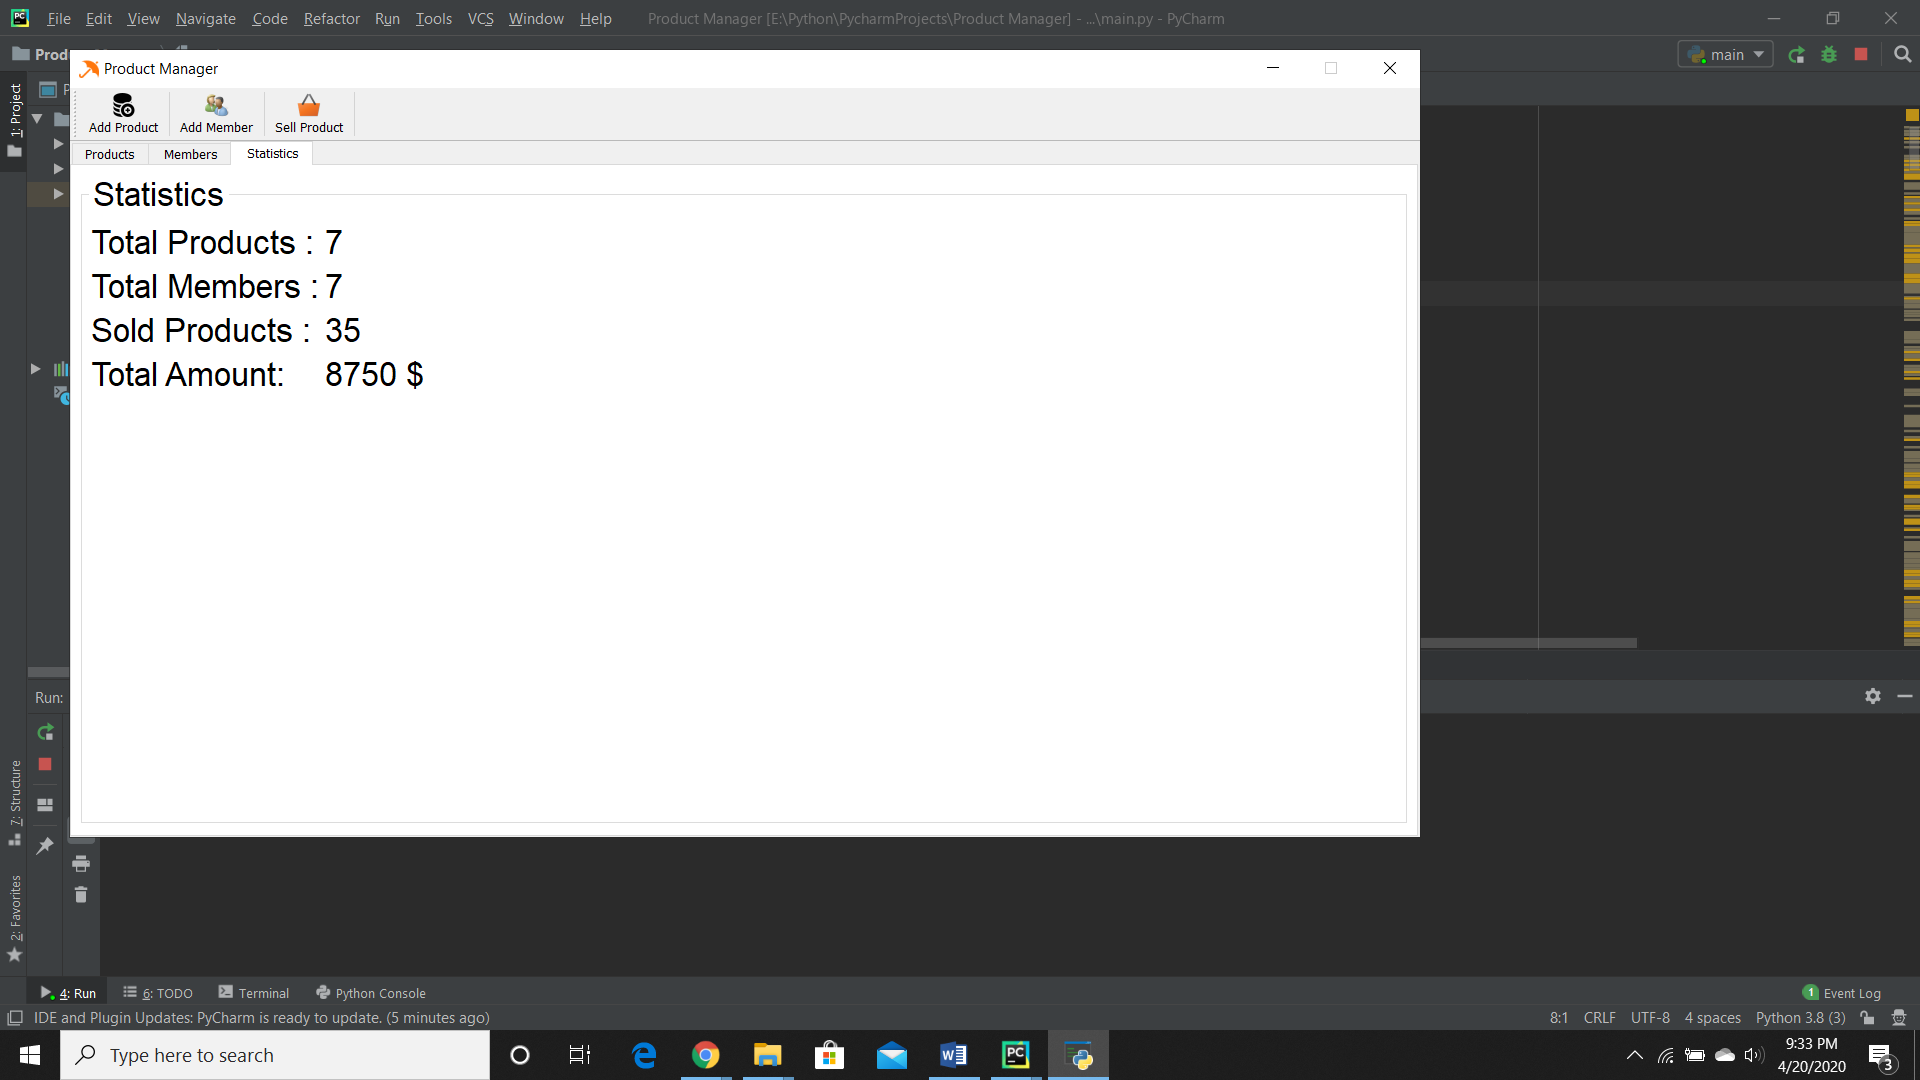 File Edit View Navigate Code Refactor Run Tools VCS Window Help Product Manager [E:\Python\PycharmProjects\Product Manager] - ...\main.py - PyCharm
Prod
main
Product Manager
1: Project
P
Add Product Add Member Sell Product
Products Members Statistics
Statistics
Total Products : 7
Total Members : 7
Sold Products : 35
Total Amount: 8750 $
Run:
7: Structure
2: Favorites
4: Run 6: TODO Terminal Python Console 1 Event Log
IDE and Plugin Updates: PyCharm is ready to update. (5 minutes ago) 8:1 CRLF UTF-8 4 spaces Python 3.8 (3)
Type here to search
9:33 PM
4/20/2020
3